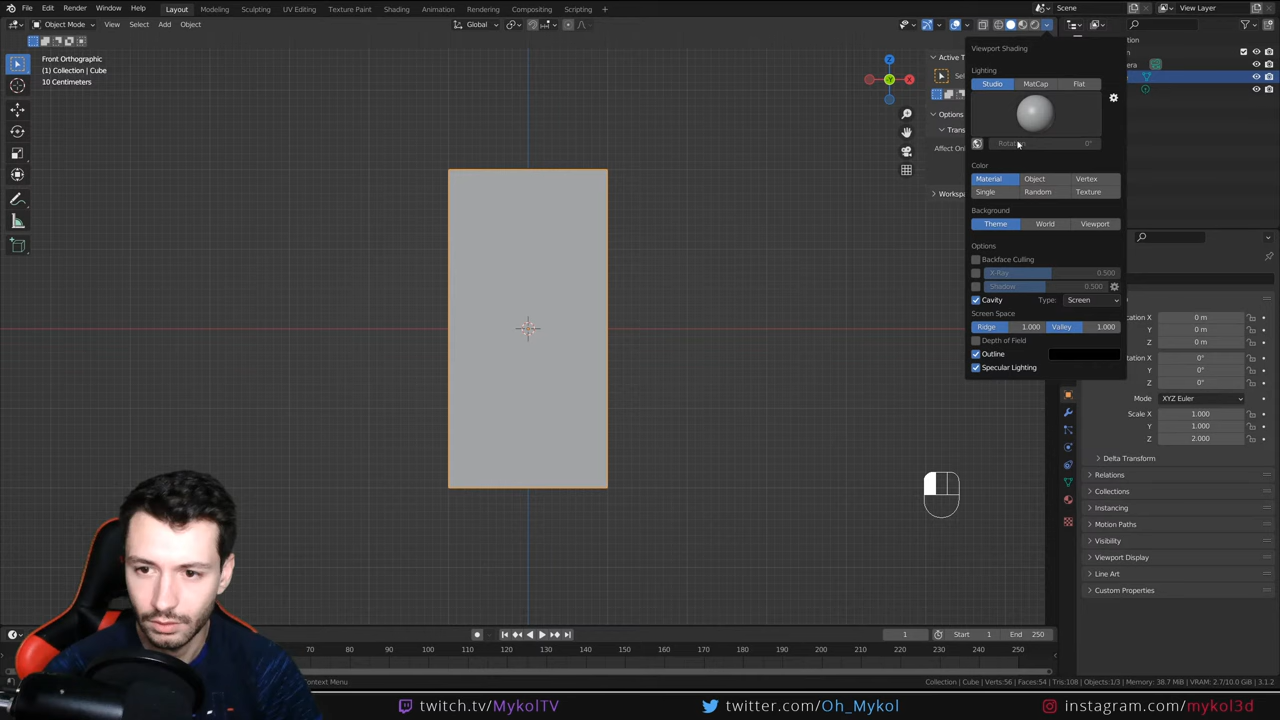 File Edit Render Window Help Layout Modeling Sculpting UV Editing Texture Paint Shading Animation Rendering Compositing Scripting Scene View Layer
Object Mode View Select Add Object Global
Front Orthographic
(1) Collection | Cube
10 Centimeters
Active T
Options
Affect Onl
Viewport Shading
Lighting
Studio MatCap Flat
0°
Color
Material Object Vertex
Single Random Texture
Background
Theme World Viewport
Options
Backface Culling
X-Ray 0.500
Shadow 0.500
Cavity Type: Screen
Screen Space
Ridge 1.000 Valley 1.000
Depth of Field
Outline
Specular Lighting
X 0 m
Y 0 m
Z 0 m
X 0°
Y 0°
Z 0°
Mode XYZ Euler
Scale X 1.000
Y 1.000
Z 2.000
Delta Transform
Relations
Collections
Instancing
Motion Paths
Visibility
Viewport Display
Line Art
Custom Properties
1 Start 1 End 250
70 80 90 100 110 120 130 140 150 160 170 180 190 200 210 220 230 240 250
Context Menu Collection | Cube | Verts:56 | Faces:54 | Tris:108 | Objects:1/3 | Memory: 38.7 MiB | VRAM: 2.7/10.0 GiB | 3.1.2
twitch.tv/MykolTV twitter.com/Oh_Mykol instagram.com/mykol3d